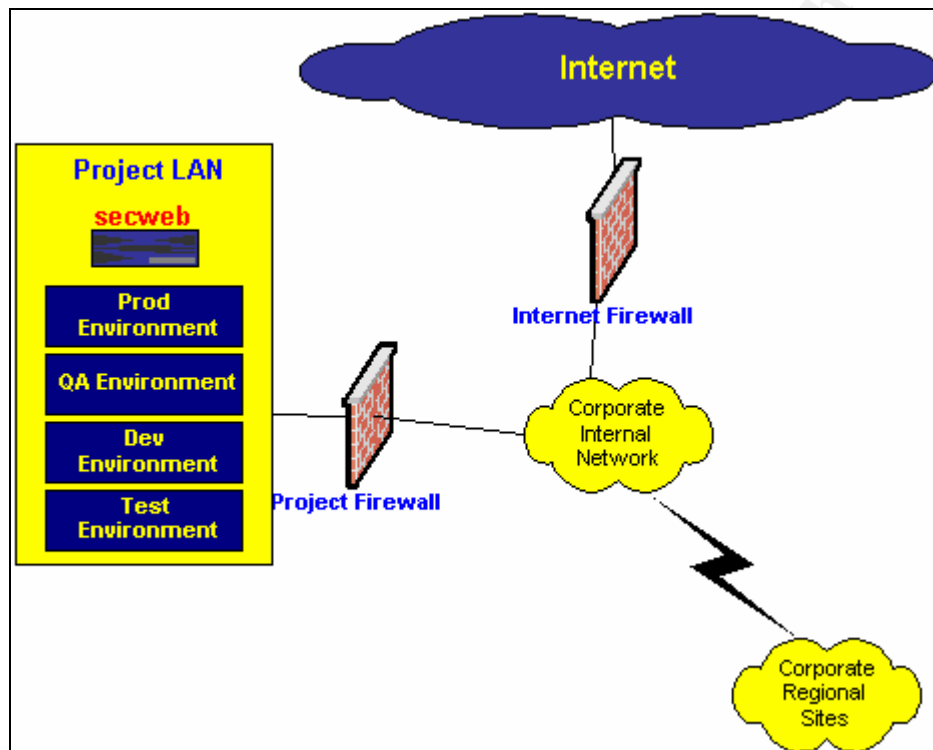 Internet
Project LAN
secweb
Prod
Environment
QA Environment
Dev
Environment
Test
Environment
Internet Firewall
Project Firewall
Corporate
Internal
Network
Corporate
Regional
Sites